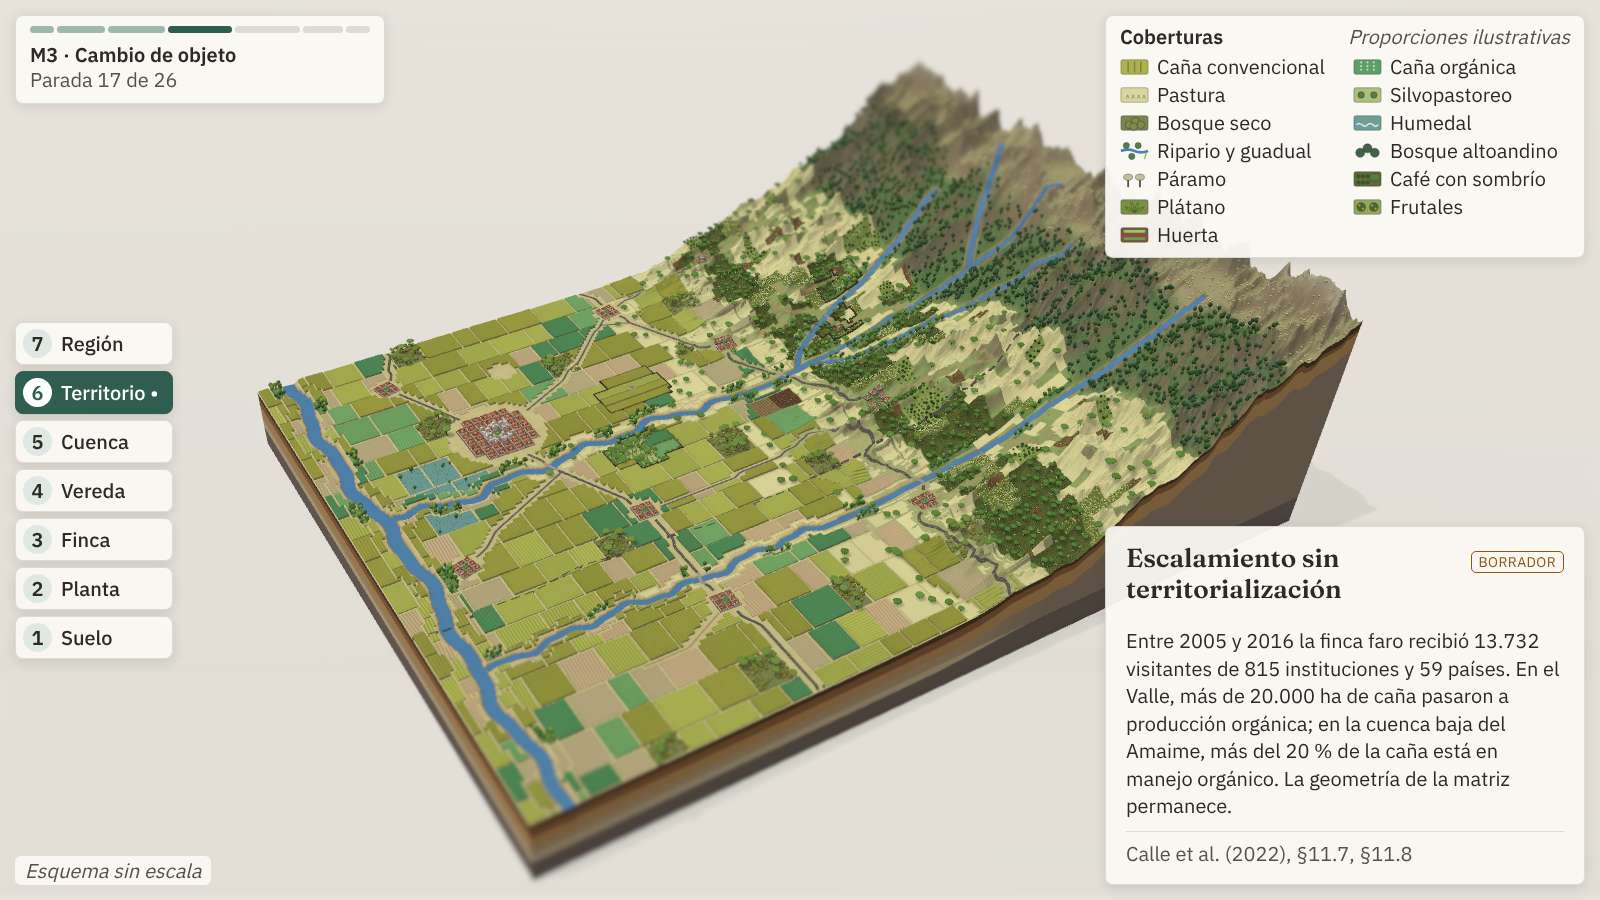 M3 · Cambio de objeto
Parada 17 de 26
Coberturas
Proporciones ilustrativas
Caña convencional
Caña orgánica
Pastura
Silvopastoreo
Bosque seco
Humedal
Ripario y guadual
Bosque altoandino
Páramo
Café con sombrío
Plátano
Frutales
Huerta
7 Región
6 Territorio •
5 Cuenca
4 Vereda
3 Finca
2 Planta
1 Suelo
Escalamiento sin
territorialización
BORRADOR
Entre 2005 y 2016 la finca faro recibió 13.732
visitantes de 815 instituciones y 59 países. En el
Valle, más de 20.000 ha de caña pasaron a
producción orgánica; en la cuenca baja del
Amaime, más del 20 % de la caña está en
manejo orgánico. La geometría de la matriz
permanece.
Calle et al. (2022), §11.7, §11.8
Esquema sin escala